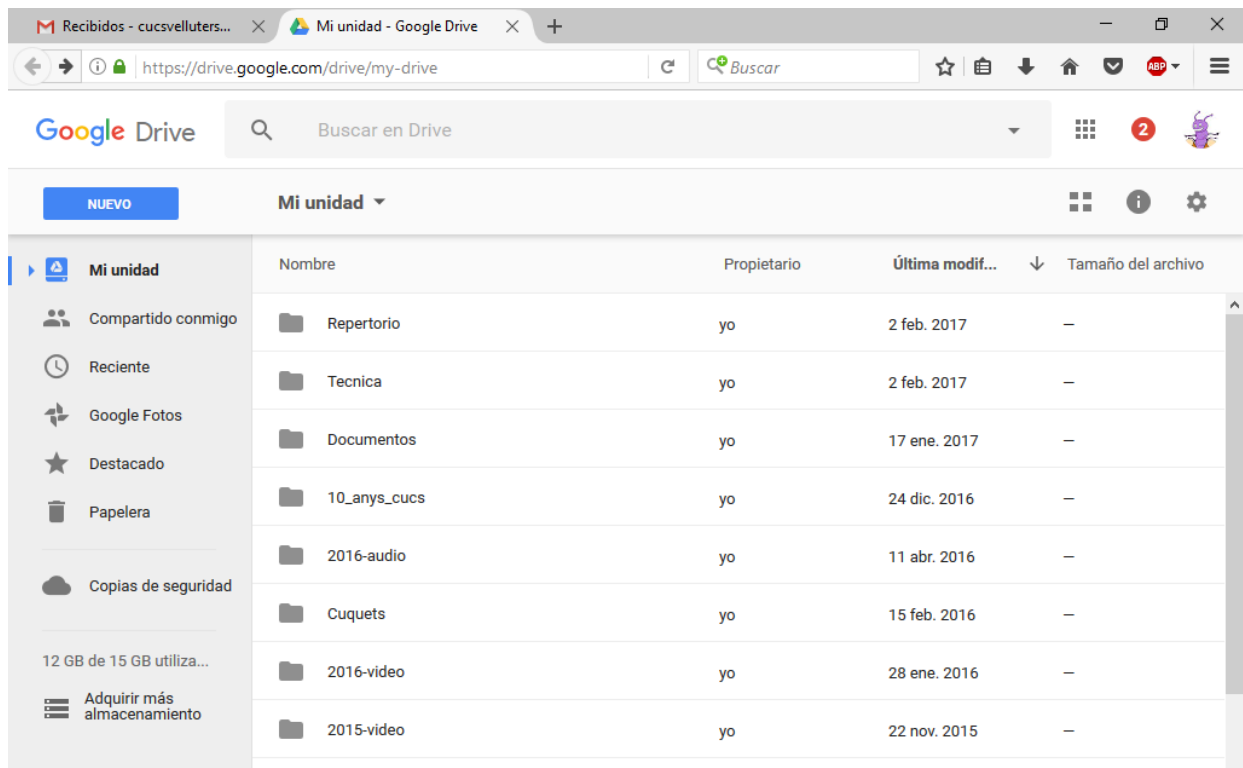 Recibidos - cucsvelluters...
Mi unidad - Google Drive
https://drive.google.com/drive/my-drive
Buscar
ABP
Google Drive
Buscar en Drive
2
NUEVO
Mi unidad
Mi unidad
Compartido conmigo
Reciente
Google Fotos
Destacado
Papelera
Copias de seguridad
12 GB de 15 GB utiliza...
Adquirir más
almacenamiento
Nombre Propietario Última modif... Tamaño del archivo
Repertorio yo 2 feb. 2017 —
Tecnica yo 2 feb. 2017 —
Documentos yo 17 ene. 2017 —
10_anys_cucs yo 24 dic. 2016 —
2016-audio yo 11 abr. 2016 —
Cuquets yo 15 feb. 2016 —
2016-video yo 28 ene. 2016 —
2015-video yo 22 nov. 2015 —